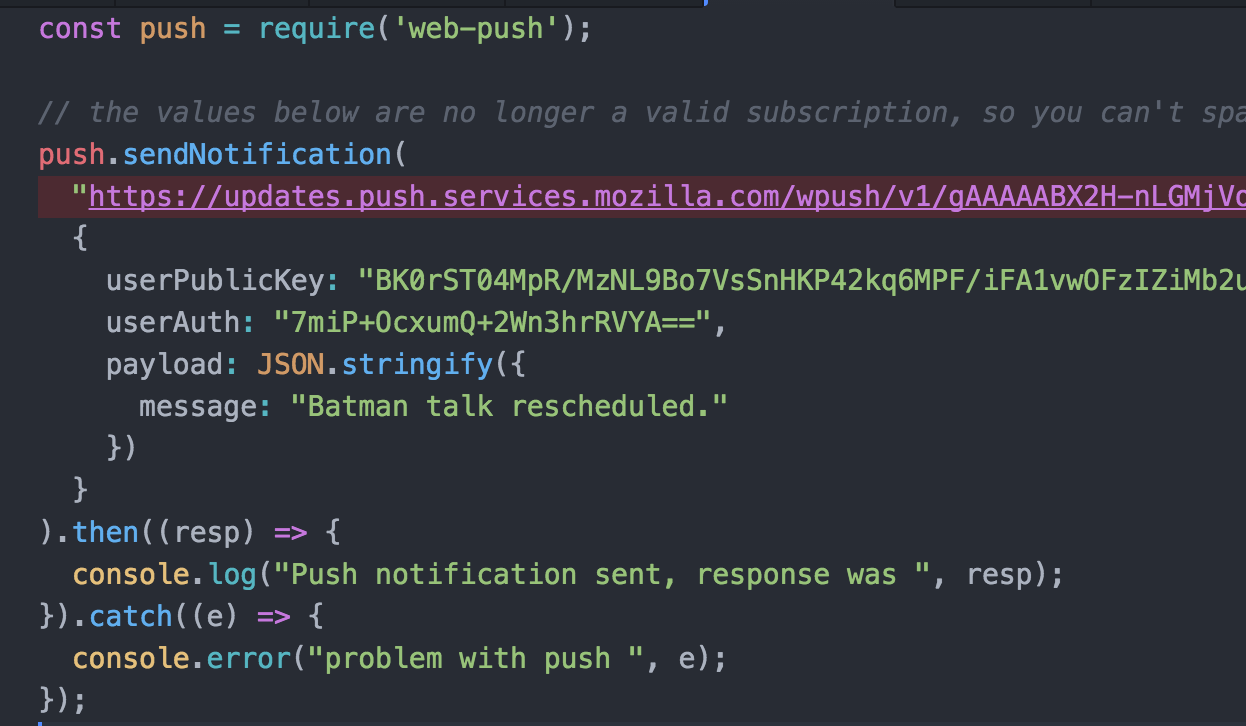 const push = require('web-push');
// the values below are no longer a valid subscription, so you can't
push.sendNotification(
"https://updates.push.services.mozilla.com/wpush/v1/gAAAAABX2H-nLGMjV
{
userPublicKey: "BK0rST04MpR/MzNL9Bo7VsSnHKP42kq6MPF/iFA1vwOFzIZiMb2u
userAuth: "7miP+OcxumQ+2Wn3hrRVYA==",
payload: JSON.stringify({
message: "Batman talk rescheduled."
})
}
).then((resp) => {
console.log("Push notification sent, response was ", resp);
}).catch((e) => {
console.error("problem with push ", e);
});